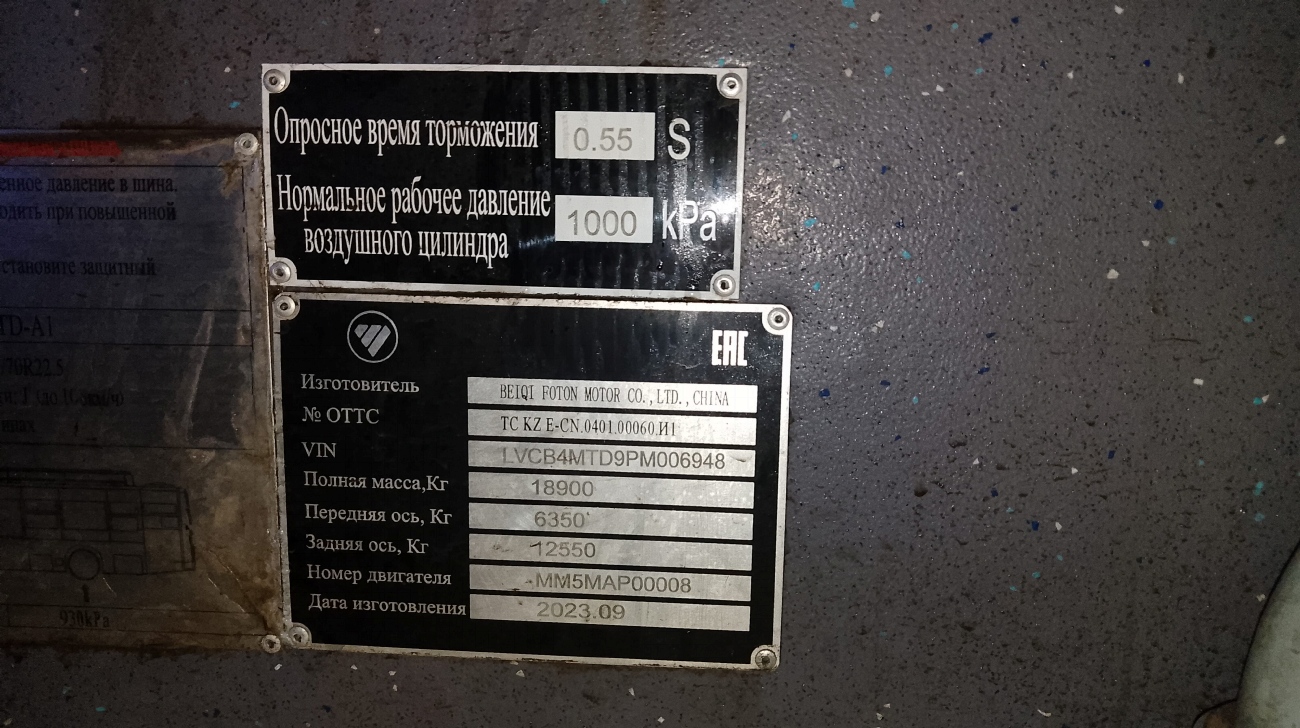 Опросное время торможения 0.55 S
Нормальное рабочее давление
воздушного цилиндра 1000 kPa
EAC
Изготовитель BEIQI FOTON MOTOR CO.,LTD.,CHINA
№ ОТТС TC KZ E-CN.0401.00060.И1
VIN LVCB4MTD9PM006948
Полная масса,Кг 18900
Передняя ось, Кг 6350
Задняя ось, Кг 12550
Номер двигателя MM5MAP00008
Дата изготовления 2023.09
давление в шина.
при повышенной
защитный
TD-A1
/70R22.5
930kPa